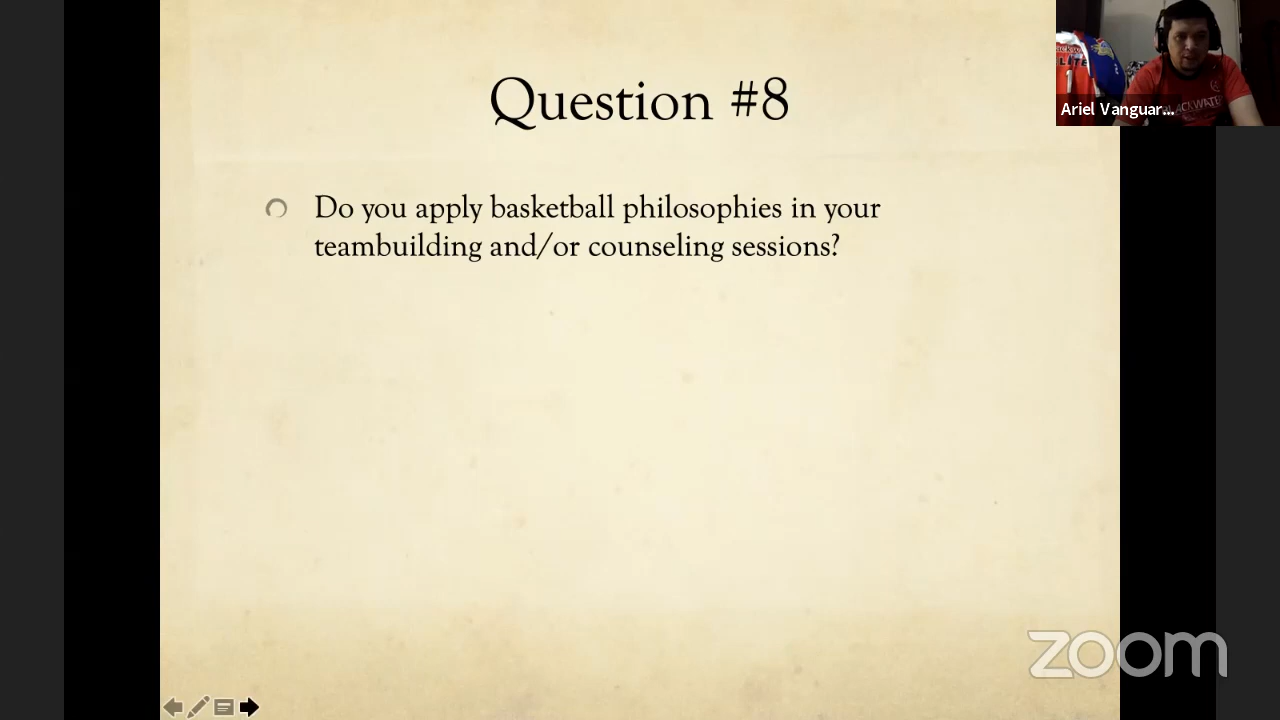 Question #8
Do you apply basketball philosophies in your
teambuilding and/or counseling sessions?
Ariel Vanguar...
zoom